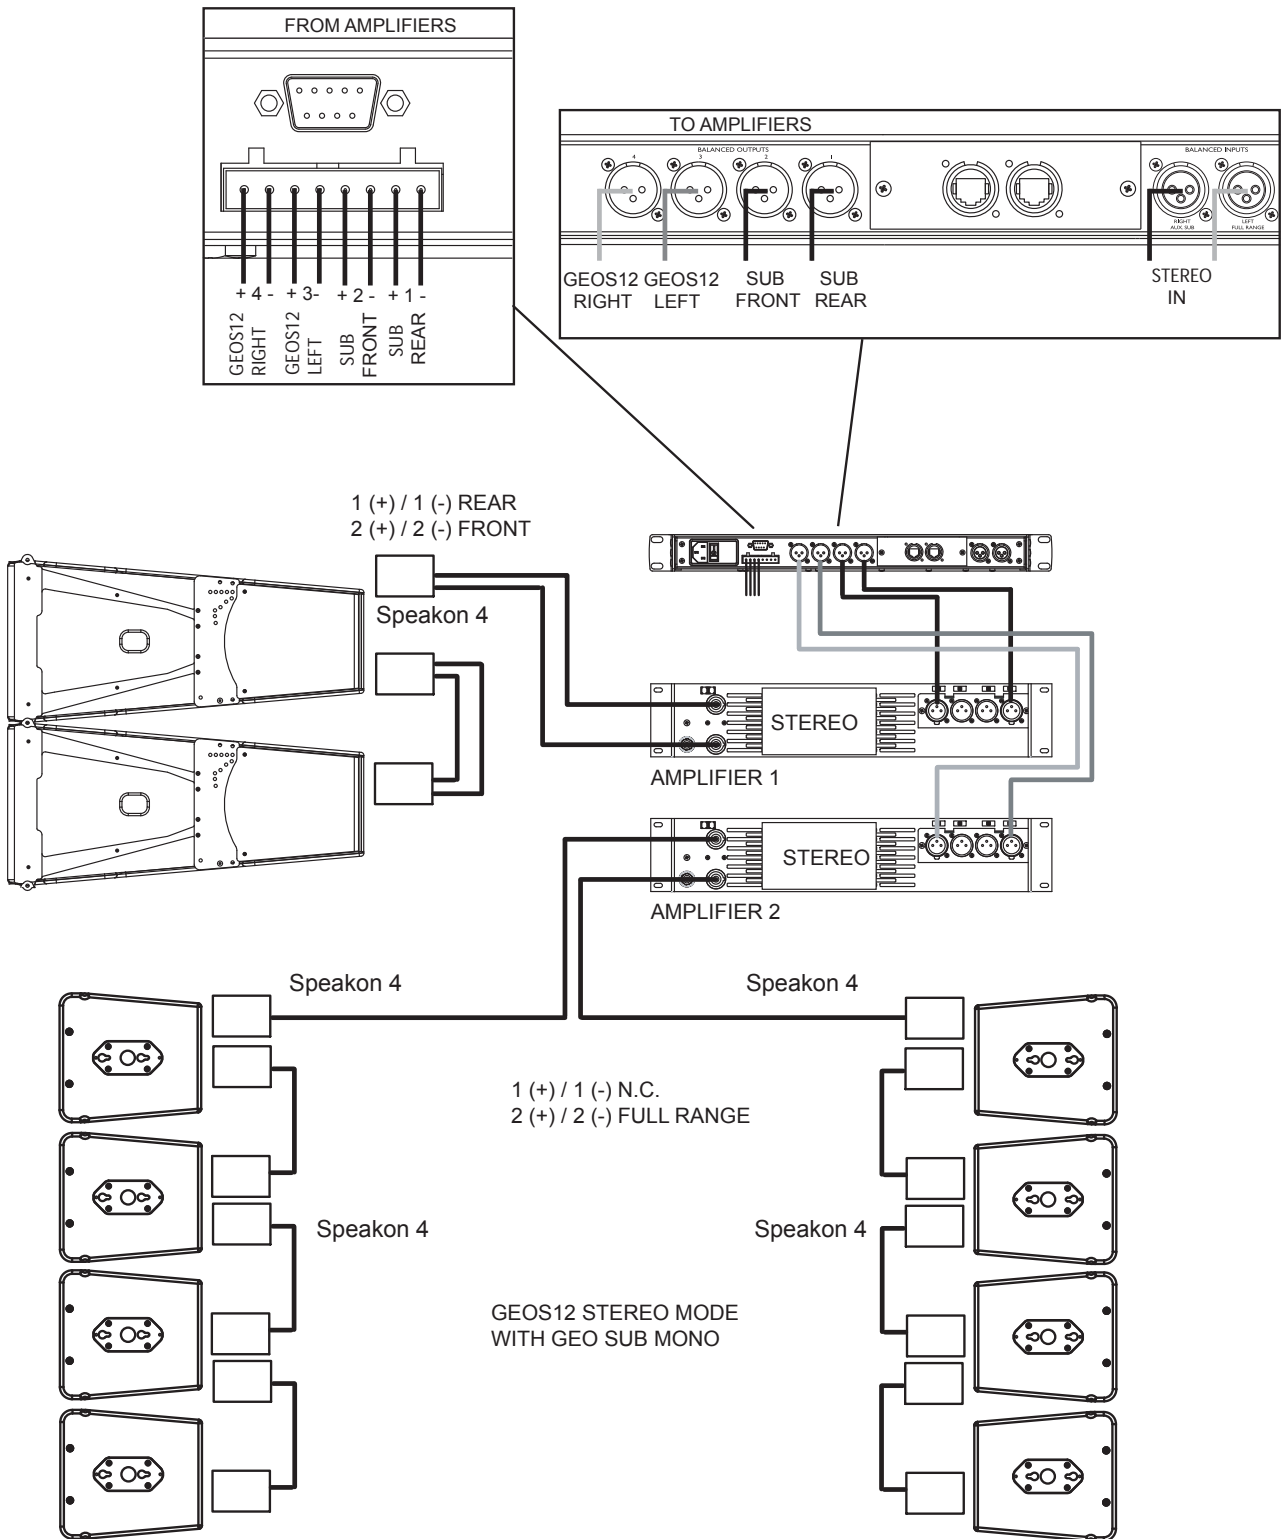 FROM AMPLIFIERS
+ 4 - + 3- + 2 - + 1 -
GEOS12
RIGHT
GEOS12
LEFT
SUB
FRONT
SUB
REAR
TO AMPLIFIERS
BALANCED OUTPUTS
4 3 2 1
BALANCED INPUTS
RIGHT
AUX. SUB
LEFT
FULL RANGE
GEOS12
RIGHT
GEOS12
LEFT
SUB
FRONT
SUB
REAR
STEREO
IN
1 (+) / 1 (-) REAR
2 (+) / 2 (-) FRONT
Speakon 4
STEREO
AMPLIFIER 1
STEREO
AMPLIFIER 2
Speakon 4
Speakon 4
1 (+) / 1 (-) N.C.
2 (+) / 2 (-) FULL RANGE
Speakon 4
Speakon 4
GEOS12 STEREO MODE
WITH GEO SUB MONO